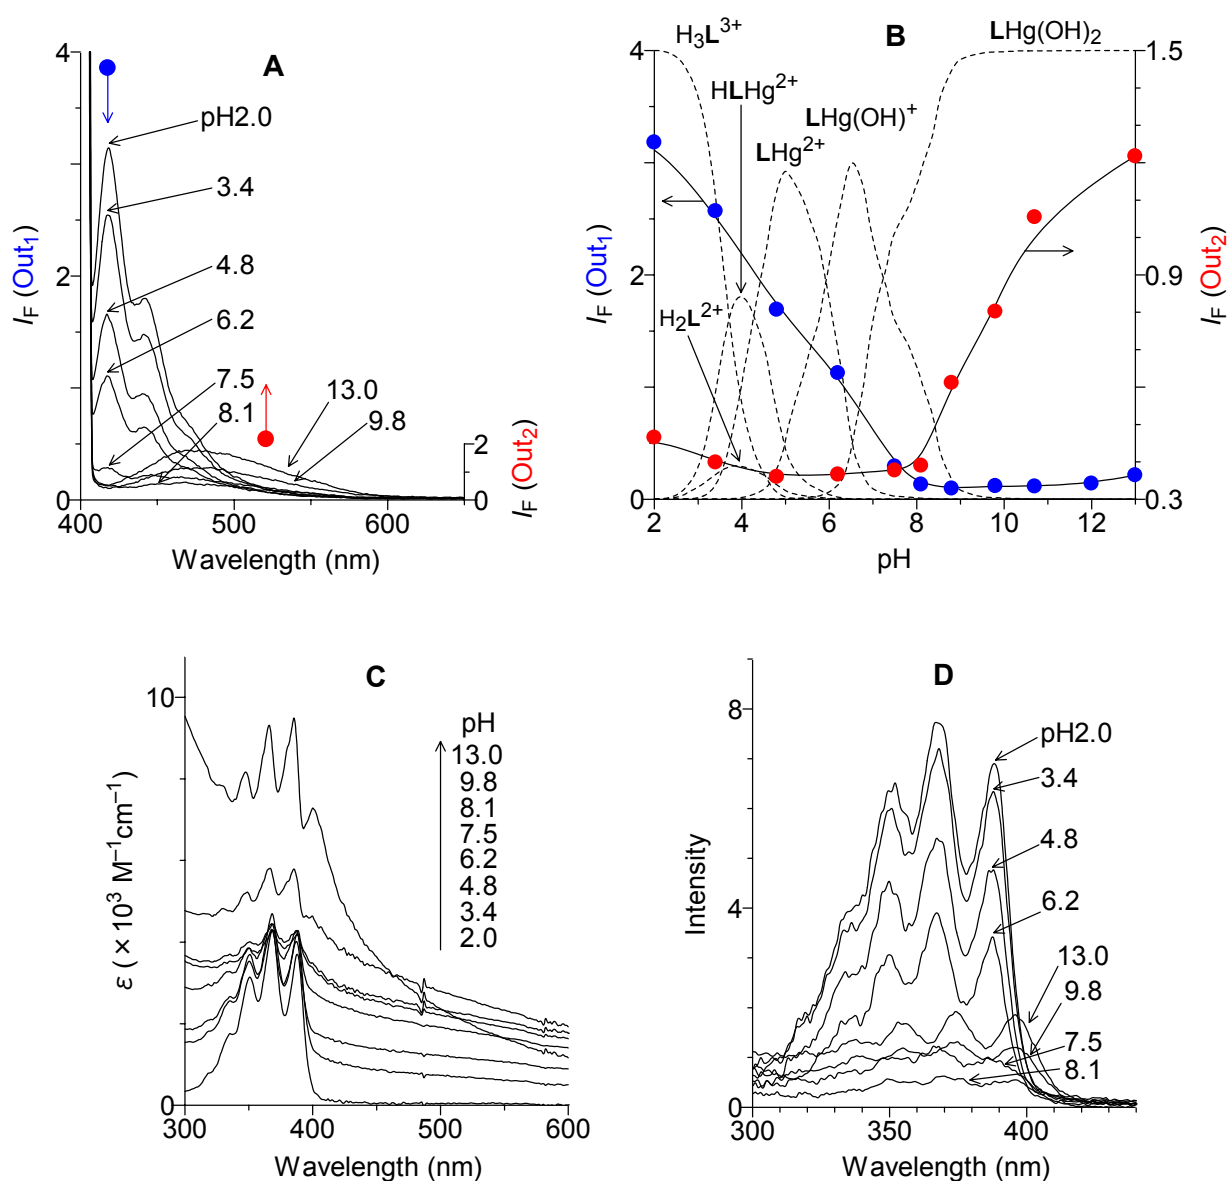 A
4
2
0
I_F (Out₁)
pH2.0
3.4
4.8
6.2
7.5
8.1
13.0
9.8
2
0
I_F (Out₂)
400 500 600
Wavelength (nm)
B
H₃L³⁺
HLHg²⁺
LHg²⁺
LHg(OH)⁺
LHg(OH)₂
H₂L²⁺
4
2
0
I_F (Out₁)
1.5
0.9
0.3
I_F (Out₂)
2 4 6 8 10 12
pH
C
10
0
ε (×10³ M⁻¹cm⁻¹)
pH
13.0
9.8
8.1
7.5
6.2
4.8
3.4
2.0
300 400 500 600
Wavelength (nm)
D
8
4
0
Intensity
pH2.0
3.4
4.8
6.2
13.0
9.8
7.5
8.1
300 350 400
Wavelength (nm)